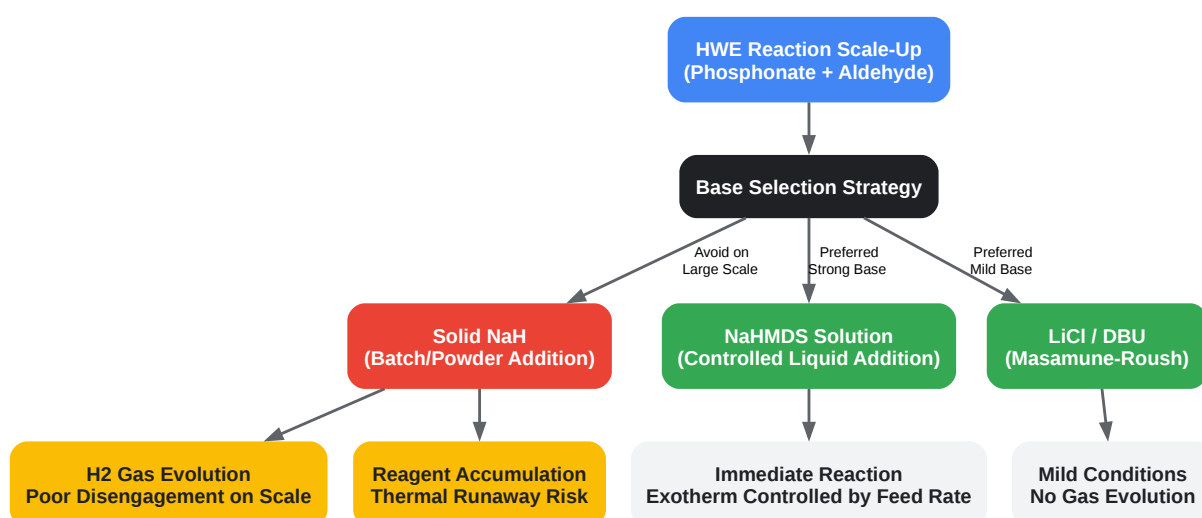 HWE Reaction Scale-Up
(Phosphonate + Aldehyde)
Base Selection Strategy
Avoid on
Large Scale
Preferred
Strong Base
Preferred
Mild Base
Solid NaH
(Batch/Powder Addition)
NaHMDS Solution
(Controlled Liquid Addition)
LiCl / DBU
(Masamune-Roush)
H2 Gas Evolution
Poor Disengagement on Scale
Reagent Accumulation
Thermal Runaway Risk
Immediate Reaction
Exotherm Controlled by Feed Rate
Mild Conditions
No Gas Evolution